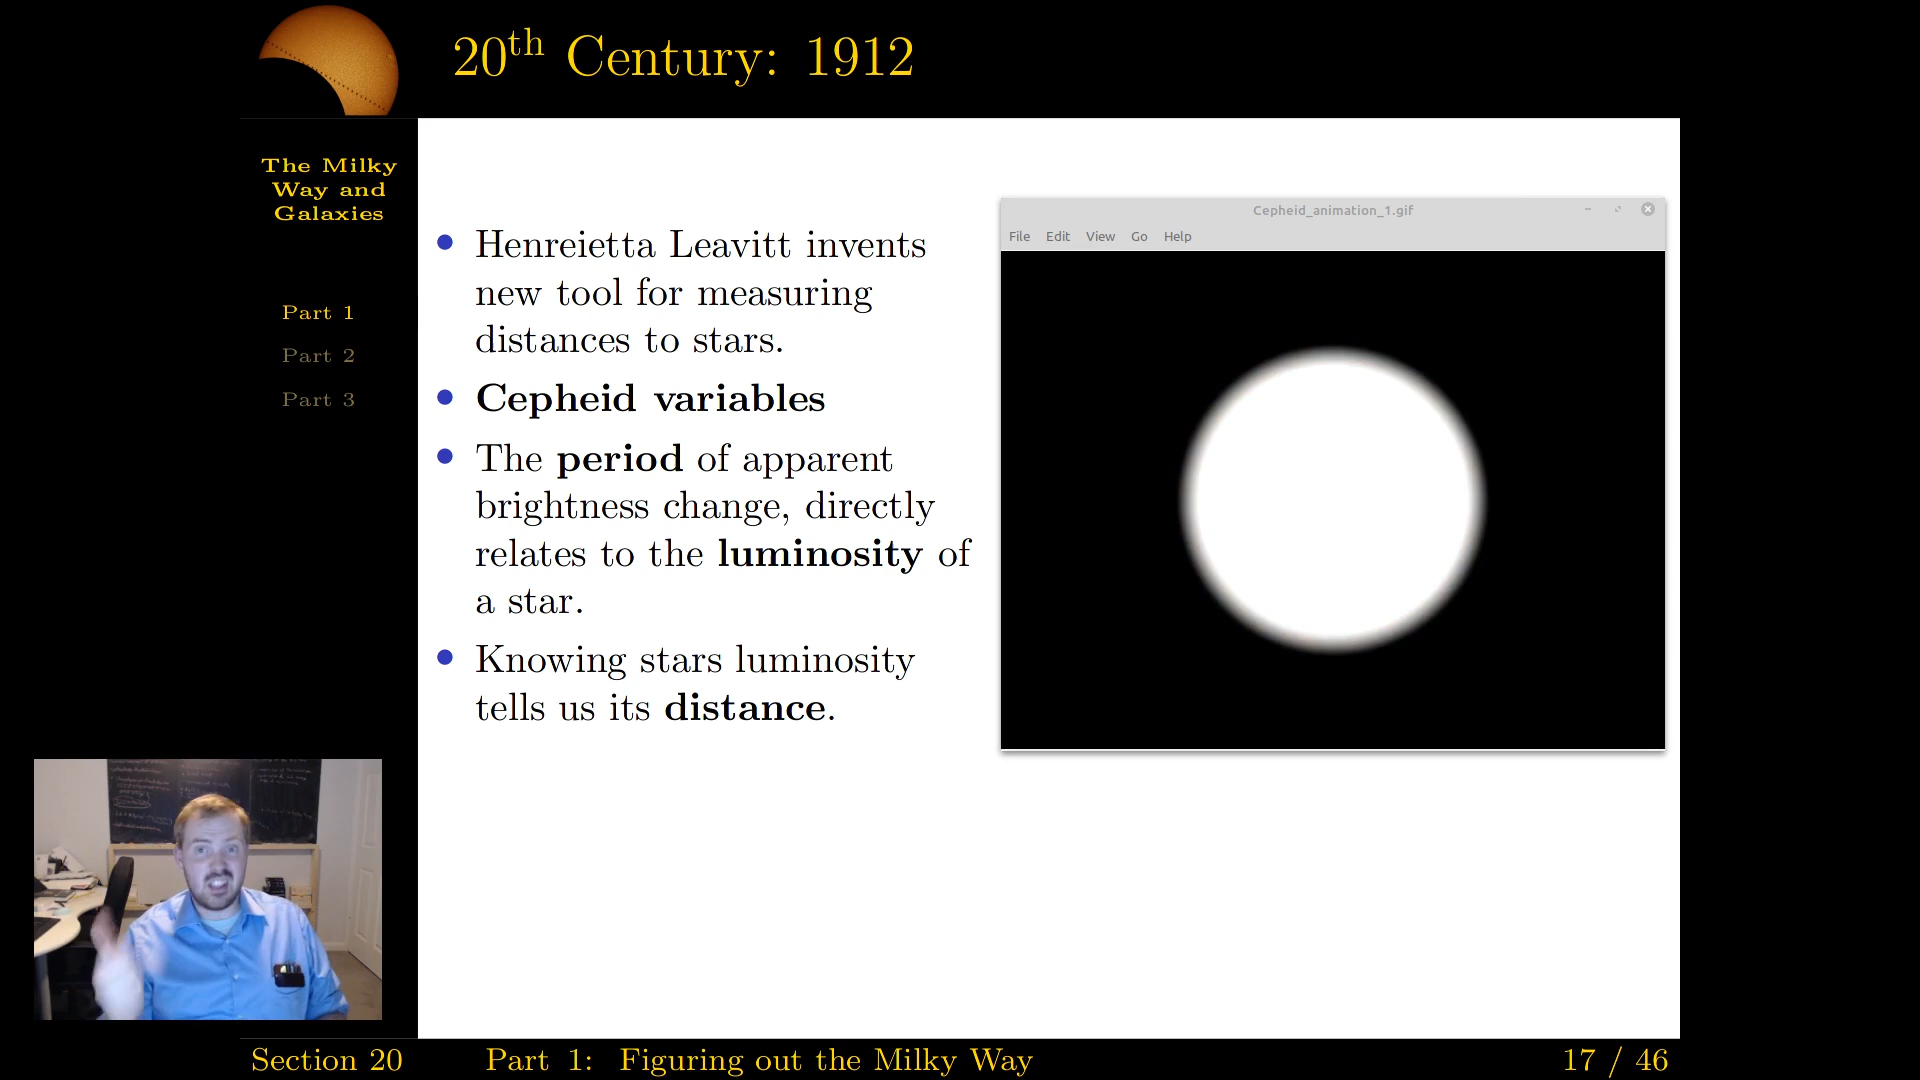 20th Century: 1912
The Milky
Way and
Galaxies
Part 1
Part 2
Part 3
• Henreietta Leavitt invents
new tool for measuring
distances to stars.
• Cepheid variables
• The period of apparent
brightness change, directly
relates to the luminosity of
a star.
• Knowing stars luminosity
tells us its distance.
Cepheid_animation_1.gif
File Edit View Go Help
Section 20 Part 1: Figuring out the Milky Way 17 / 46